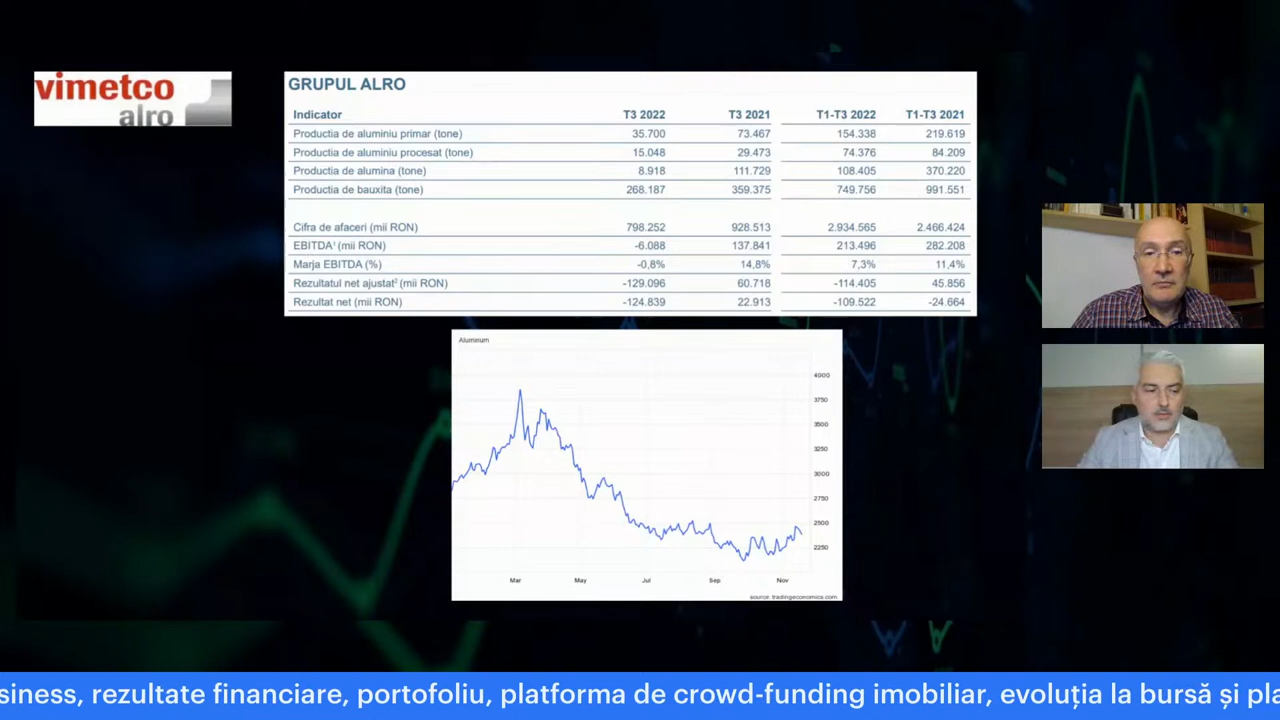 vimetco
alro
GRUPUL ALRO
Indicator T3 2022 T3 2021 T1-T3 2022 T1-T3 2021
Productia de aluminiu primar (tone) 35.700 73.467 154.338 219.619
Productia de aluminiu procesat (tone) 15.048 29.473 74.376 84.209
Productia de alumina (tone) 8.918 111.729 108.405 370.220
Productia de bauxita (tone) 268.187 359.375 749.756 991.551
Cifra de afaceri (mii RON) 798.252 928.513 2.934.565 2.466.424
EBITDA¹ (mii RON) -6.088 137.841 213.496 282.208
Marja EBITDA (%) -0,8% 14,8% 7,3% 11,4%
Rezultatul net ajustat² (mii RON) -129.096 60.718 -114.405 45.856
Rezultat net (mii RON) -124.839 22.913 -109.522 -24.664
Aluminum
4000
3750
3500
3250
3000
2750
2500
2250
Mar May Jul Sep Nov
source: tradingeconomics.com
siness, rezultate financiare, portofoliu, platforma de crowd-funding imobiliar, evoluția la bursă și pla